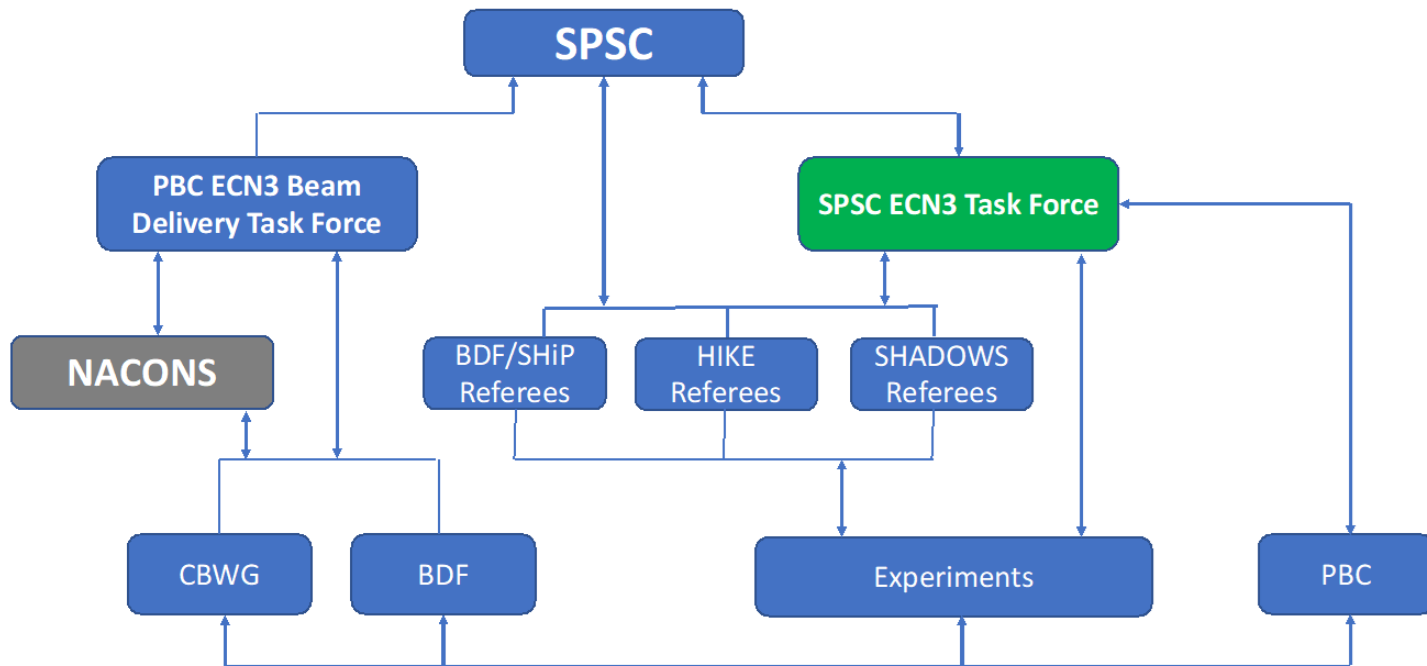 SPSC
PBC ECN3 Beam
Delivery Task Force
SPSC ECN3 Task Force
NACONS
BDF/SHiP
Referees
HIKE
Referees
SHADOWS
Referees
CBWG
BDF
Experiments
PBC